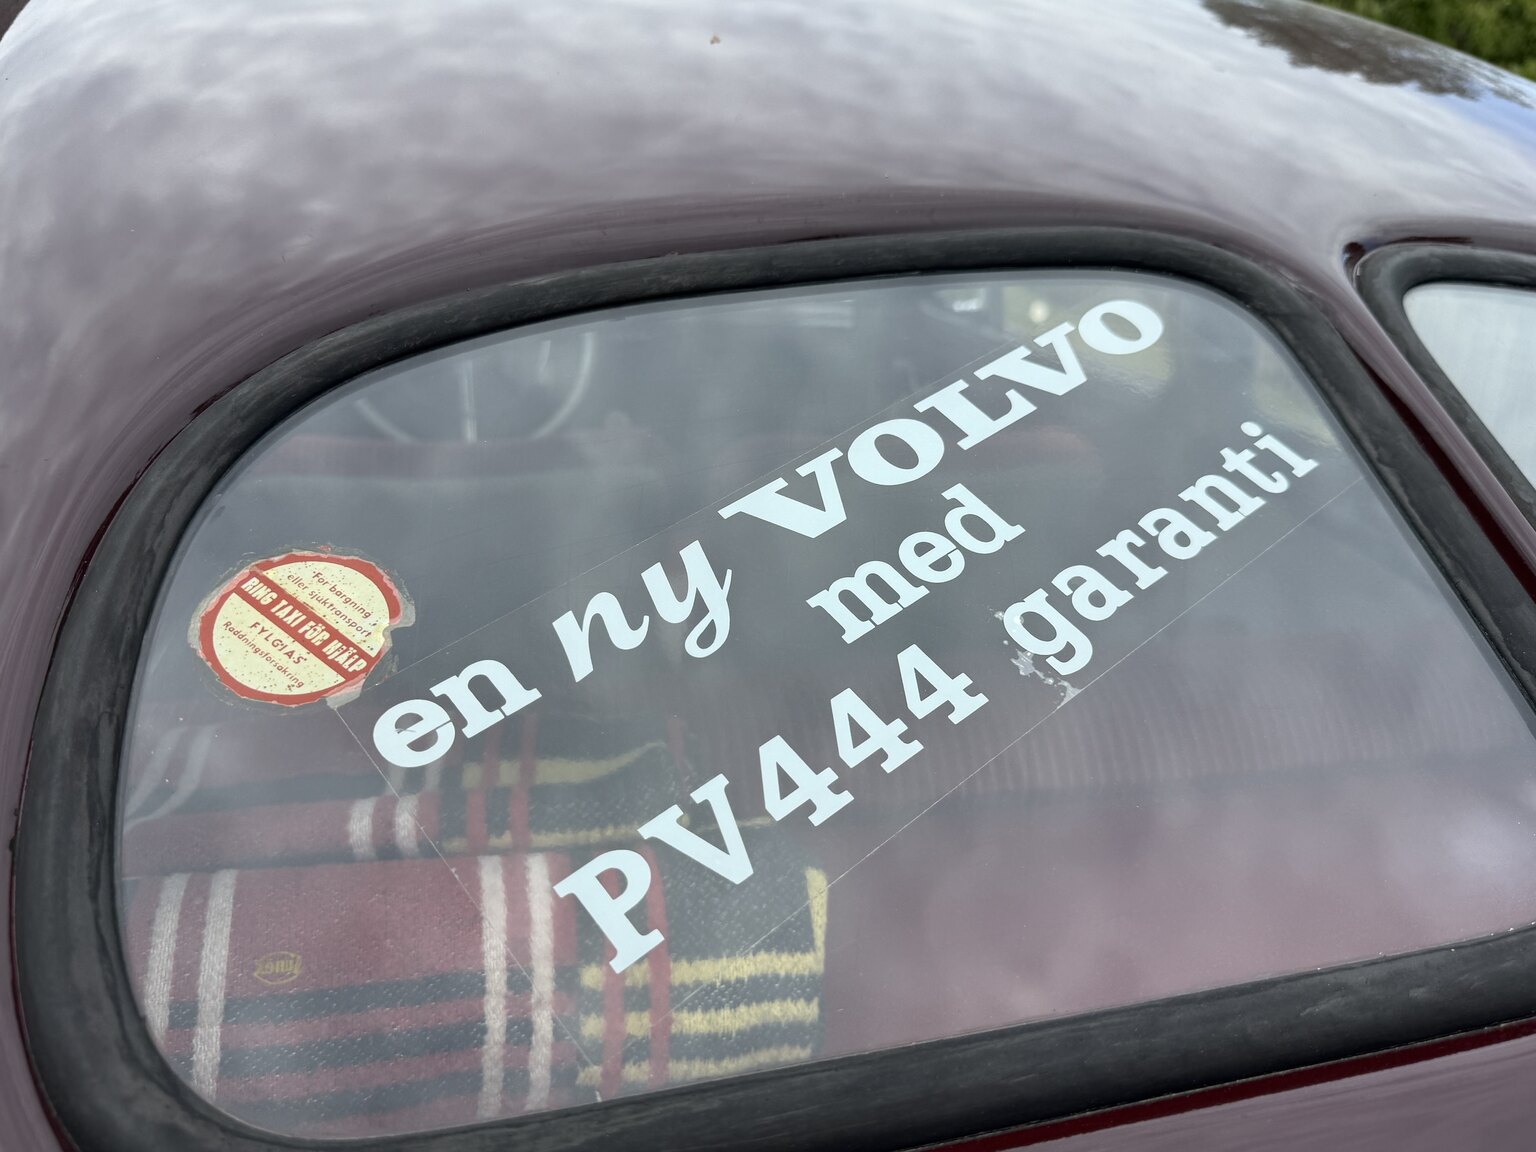 en ny VOLVO
med
PV444 garanti
För bärgning
eller sjuktransport
RING TAXI FÖR HJÄLP
FYLGIAS
Räddningsförsäkring